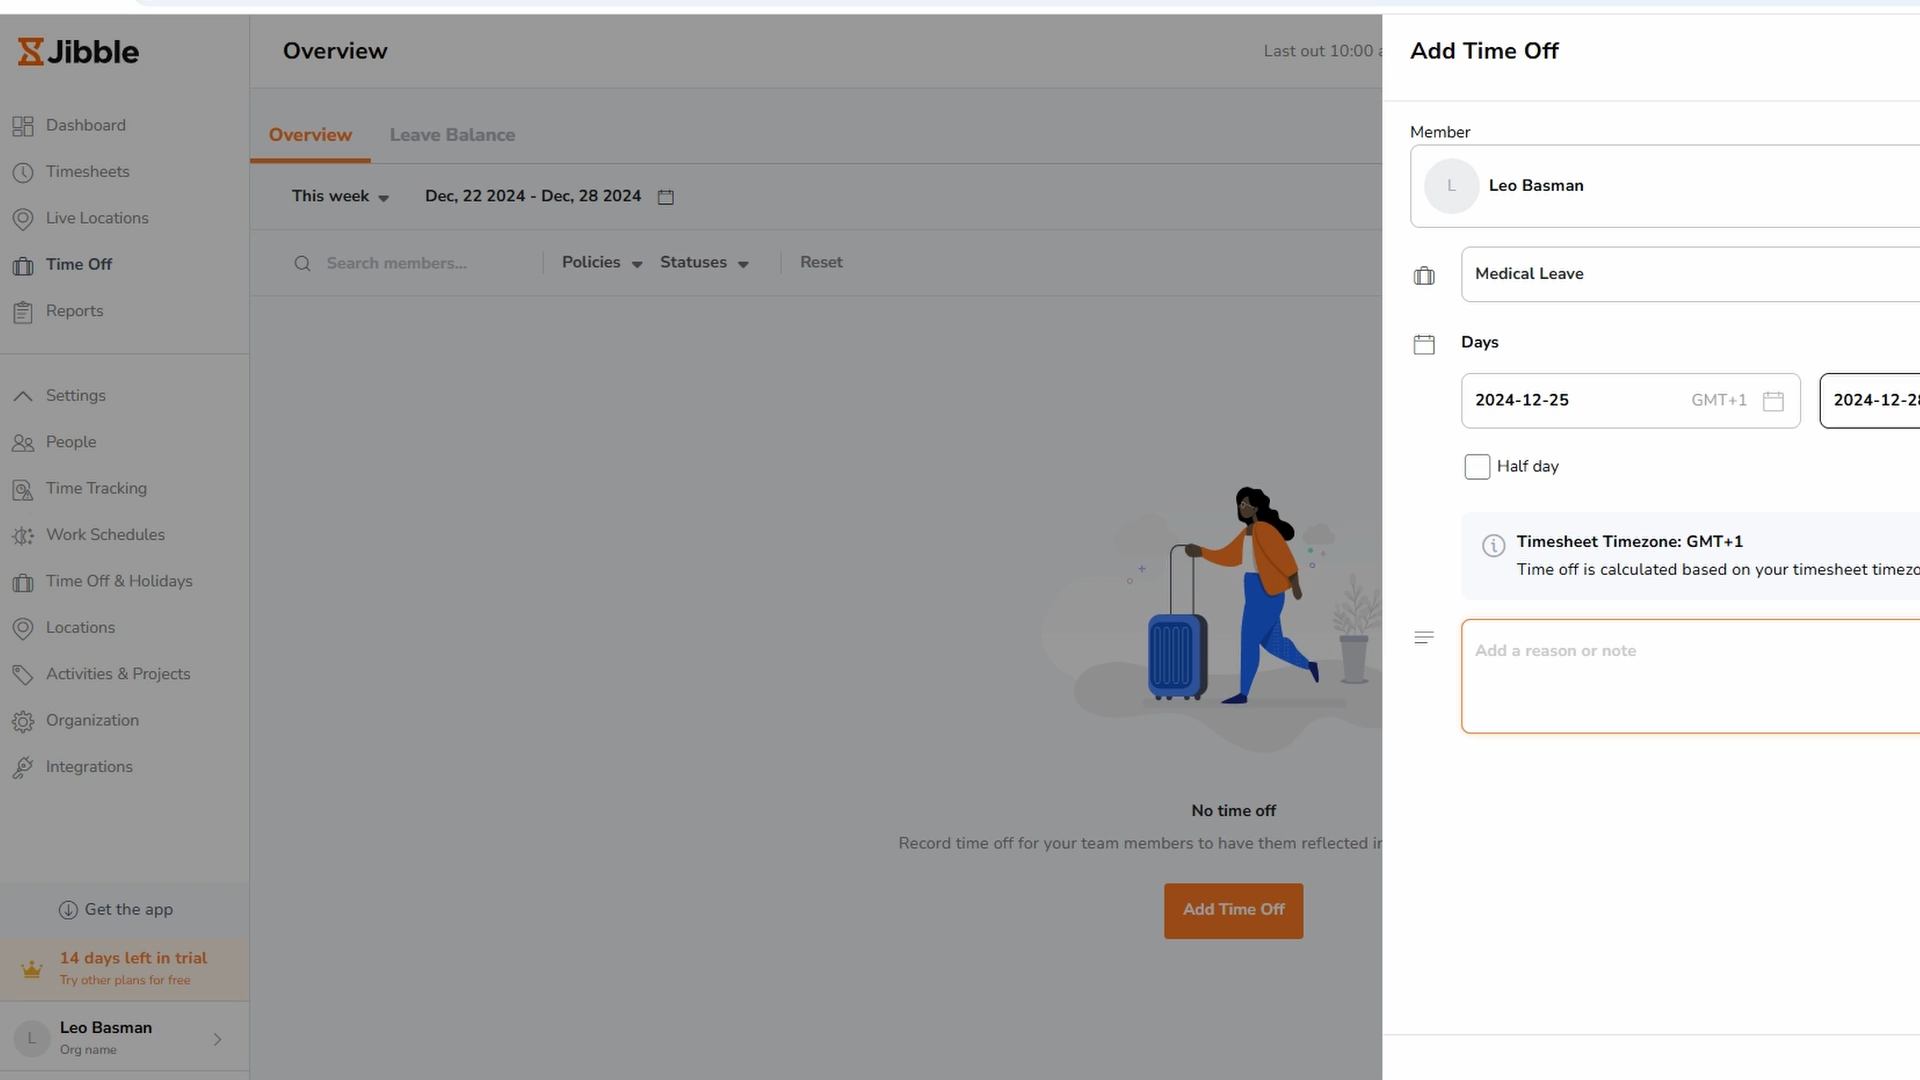 Jibble
Dashboard
Timesheets
Live Locations
Time Off
Reports
Settings
People
Time Tracking
Work Schedules
Time Off & Holidays
Locations
Activities & Projects
Organization
Integrations
Get the app
14 days left in trial
Try other plans for free
L
Leo Basman
Org name
Overview
Last out 10:00 a
Overview
Leave Balance
This week
Dec, 22 2024 - Dec, 28 2024
Search members...
Policies
Statuses
Reset
No time off
Record time off for your team members to have them reflected in
Add Time Off
Add Time Off
Member
L
Leo Basman
Medical Leave
Days
2024-12-25
GMT+1
2024-12-28
Half day
Timesheet Timezone: GMT+1
Time off is calculated based on your timesheet timezo
Add a reason or note